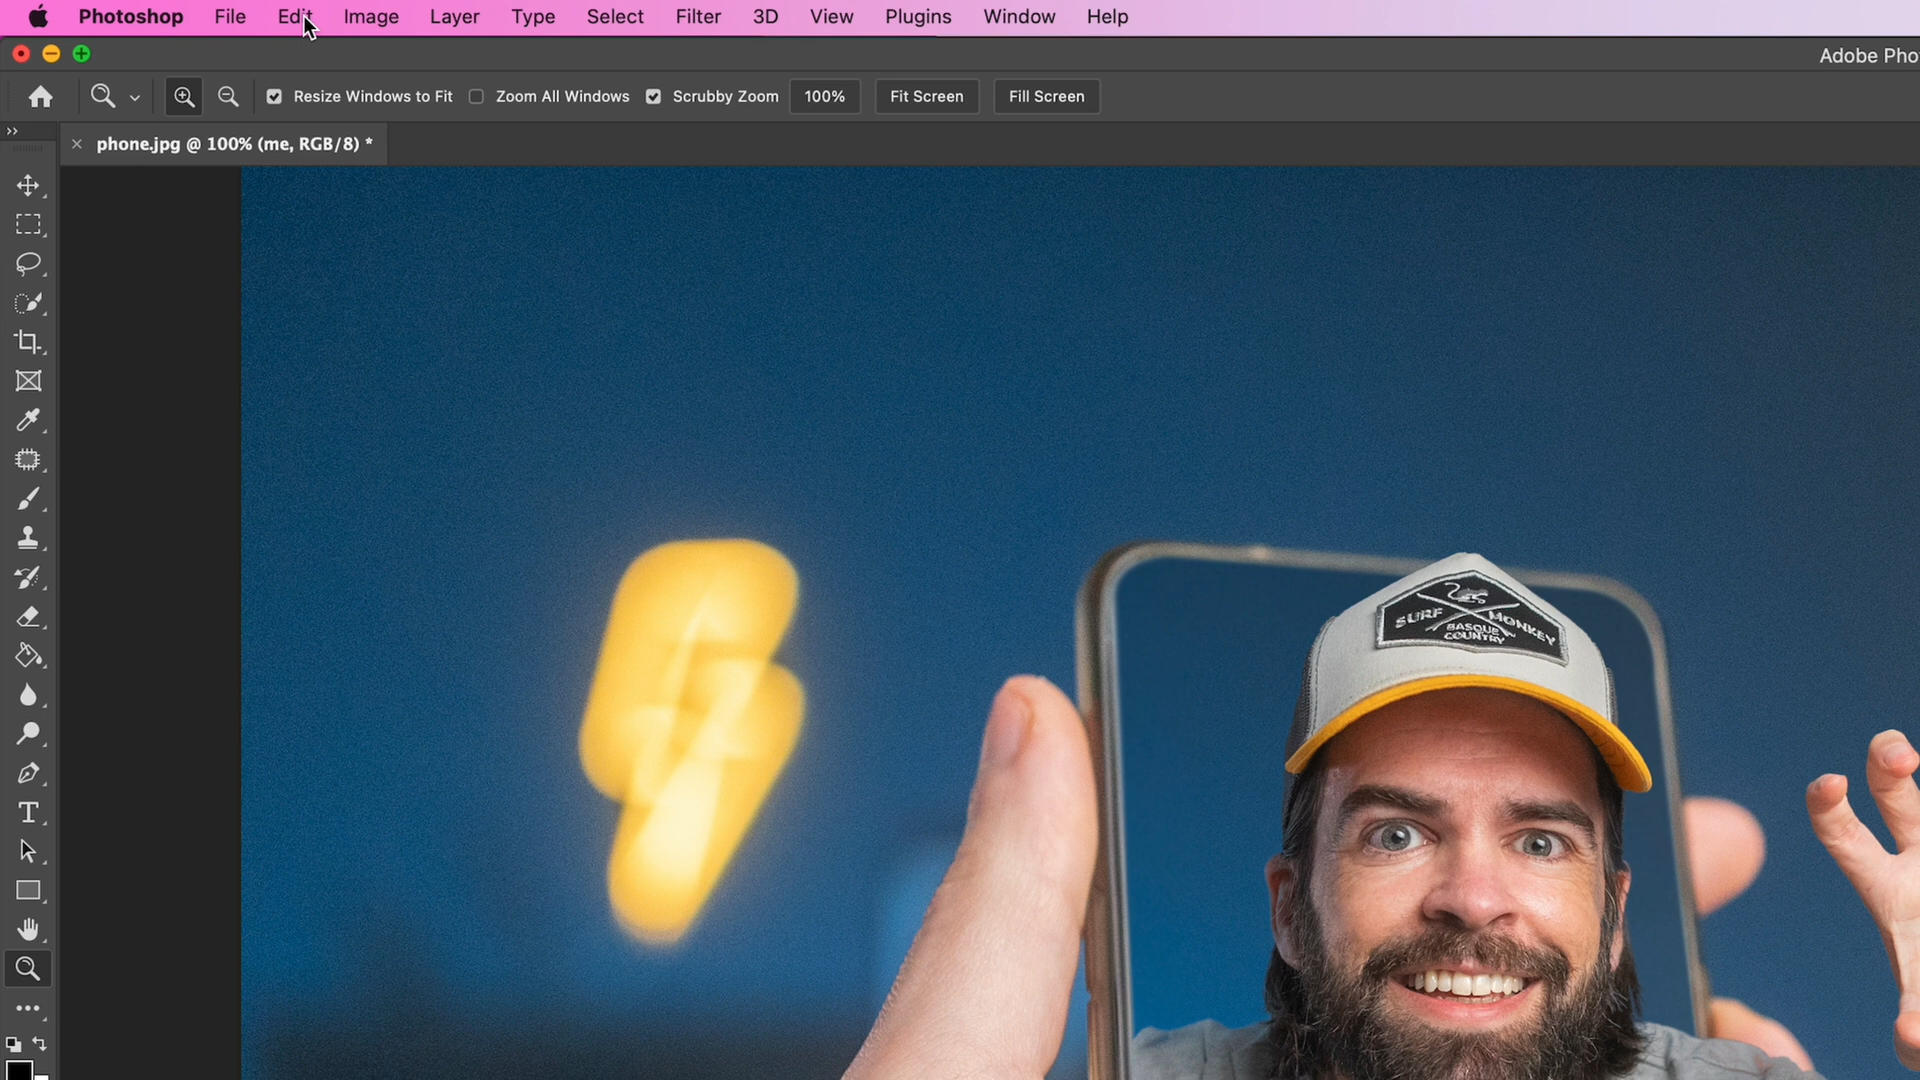 Photoshop File Edit Image Layer Type Select Filter 3D View Plugins Window Help
Adobe Pho
Resize Windows to Fit Zoom All Windows Scrubby Zoom 100% Fit Screen Fill Screen
phone.jpg @ 100% (me, RGB/8) *
SURF MONKEY
BASQUE
COUNTRY